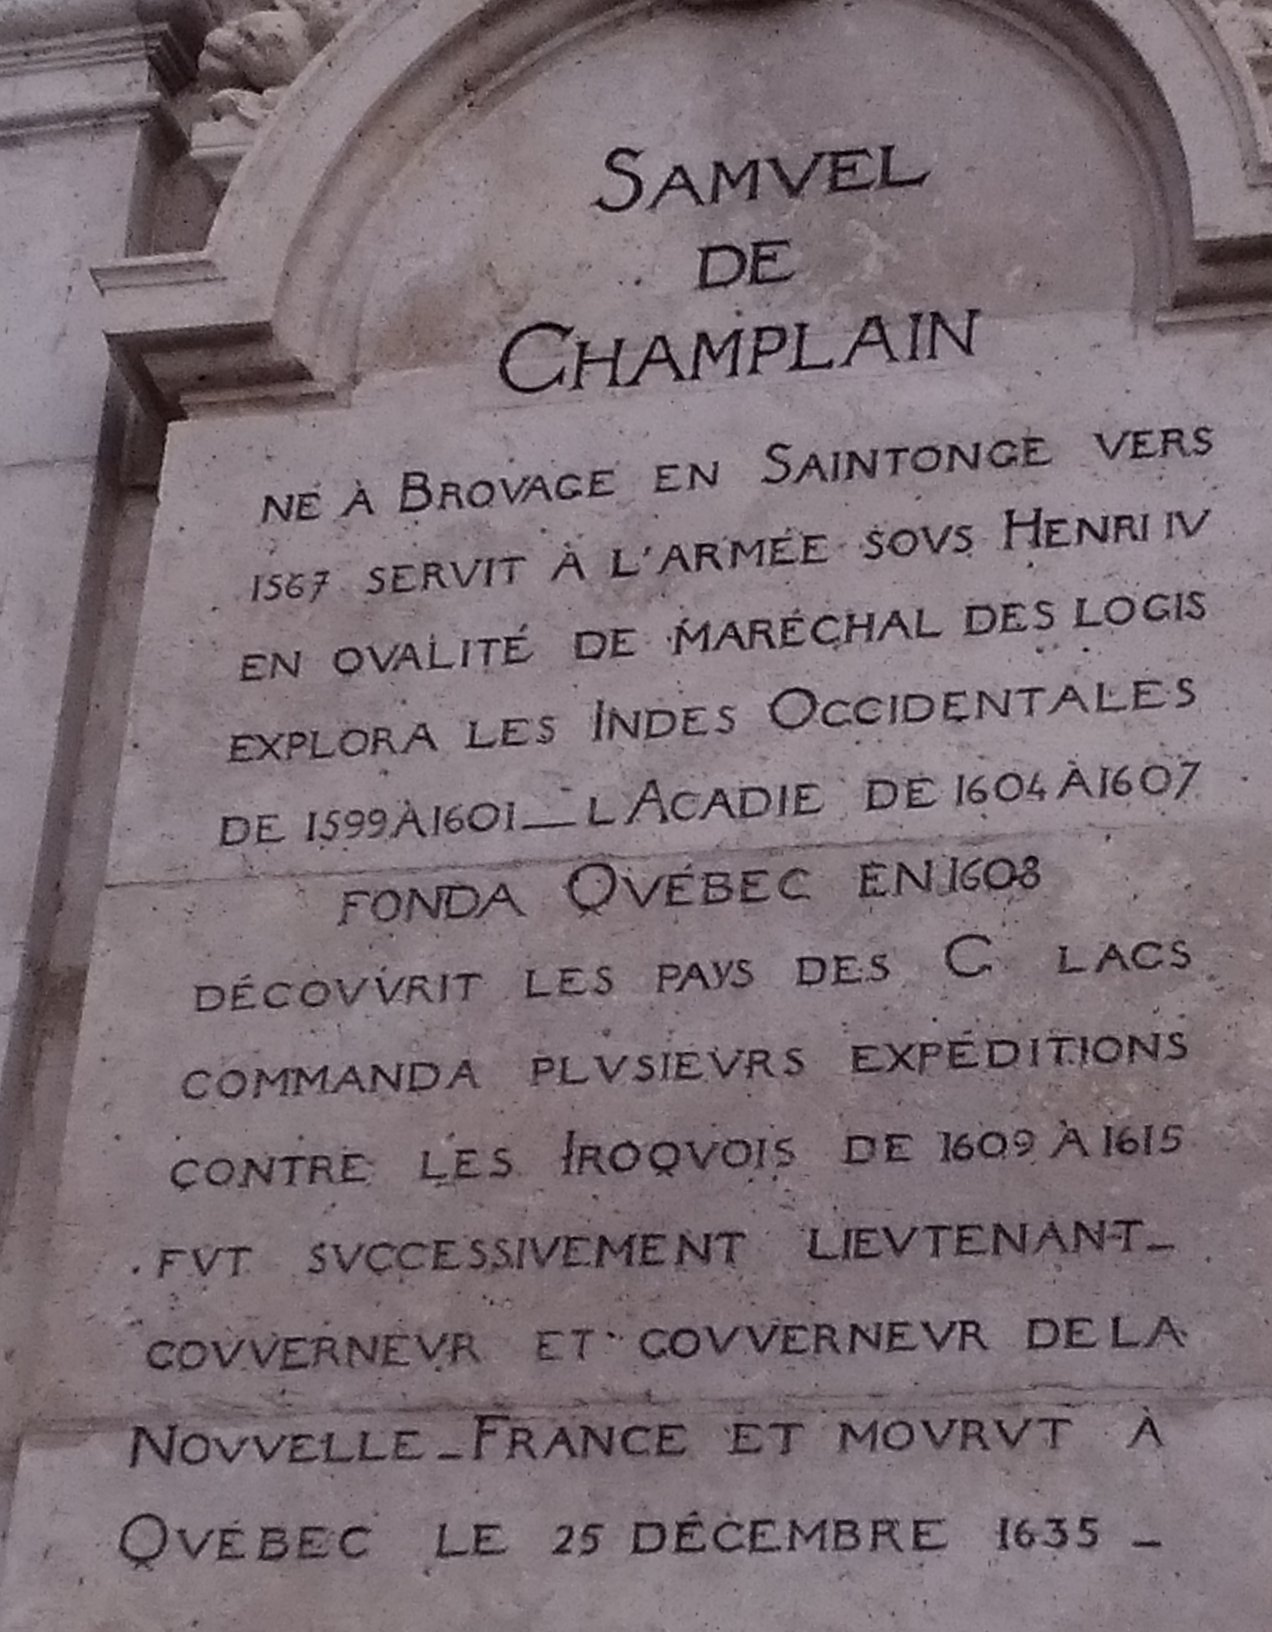 SAMVEL
DE
CHAMPLAIN
NÉ À BROVAGE EN SAINTONGE VERS
1567 SERVIT À L'ARMÉE SOVS HENRI IV
EN QVALITÉ DE MARÉCHAL DES LOGIS
EXPLORA LES INDES OCCIDENTALES
DE 1599 À 1601 _ L ACADIE DE 1604 À 1607
FONDA QVÉBEC EN 1608
DÉCOVVRIT LES PAYS DES G LACS
COMMANDA PLVSIEVRS EXPÉDITIONS
CONTRE LES IROQVOIS DE 1609 À 1615
FVT SVCCESSIVEMENT LIEVTENANT_
GOVVERNEVR ET GOVVERNEVR DE LA
NOVVELLE_FRANCE ET MOVRVT À
QVÉBEC LE 25 DÉCEMBRE 1635 _